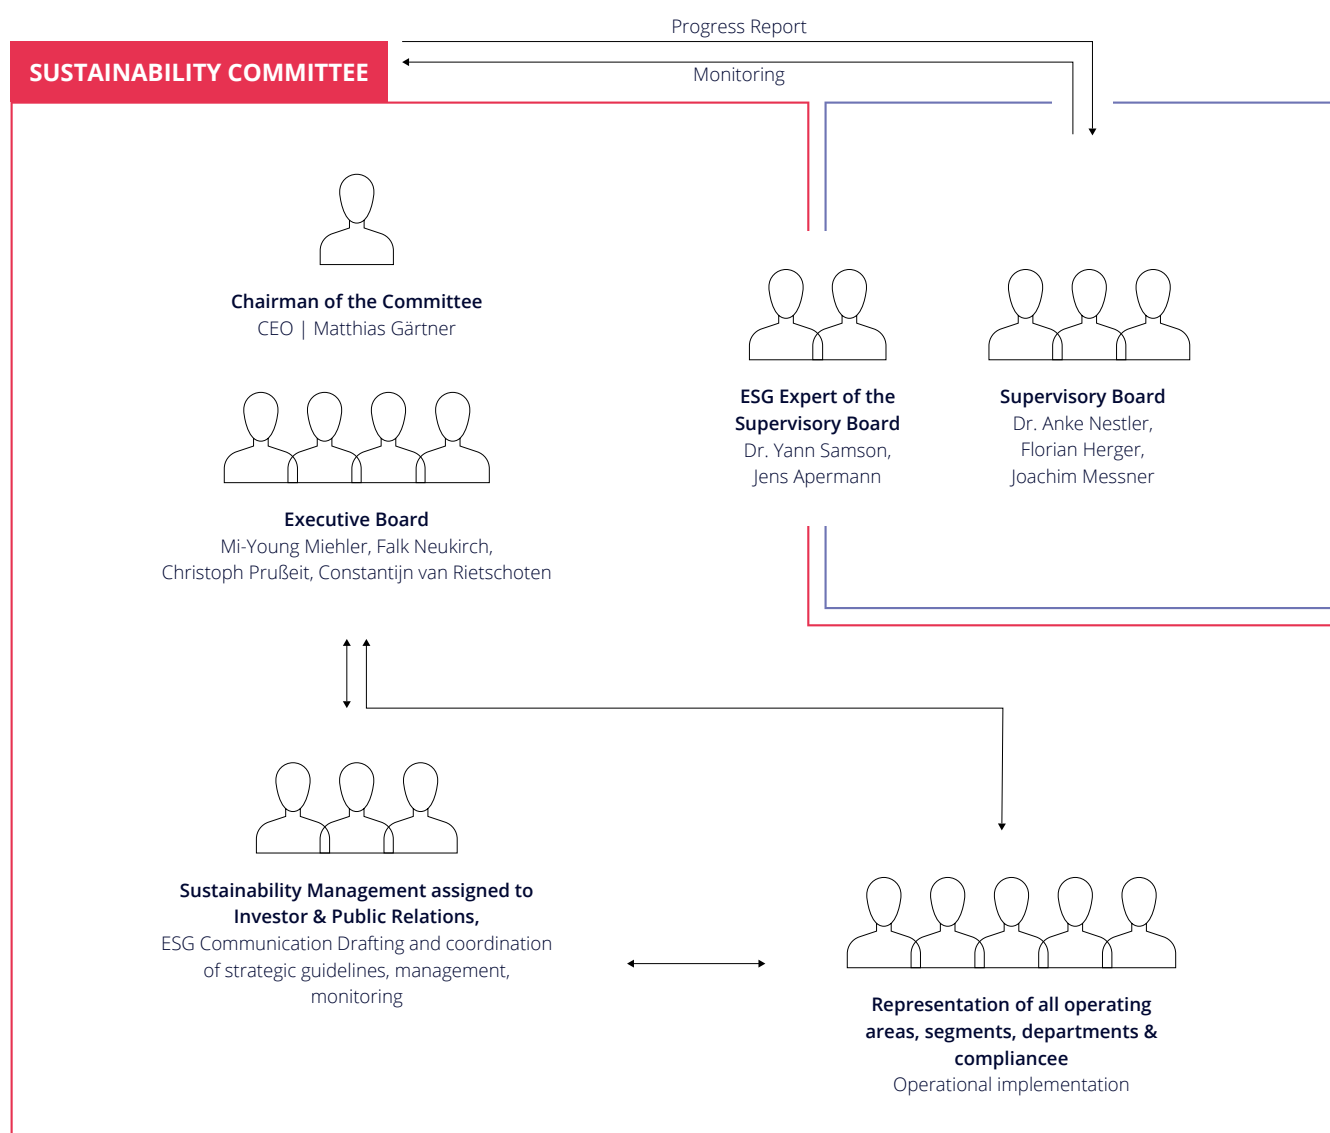 Progress Report
SUSTAINABILITY COMMITTEE
Monitoring
Chairman of the Committee
CEO | Matthias Gärtner
Executive Board
Mi-Young Miehler, Falk Neukirch,
Christoph Prußeit, Constantijn van Rietschoten
ESG Expert of the
Supervisory Board
Dr. Yann Samson,
Jens Apermann
Supervisory Board
Dr. Anke Nestler,
Florian Herger,
Joachim Messner
Sustainability Management assigned to
Investor & Public Relations,
ESG Communication Drafting and coordination
of strategic guidelines, management,
monitoring
Representation of all operating
areas, segments, departments &
compliancee
Operational implementation